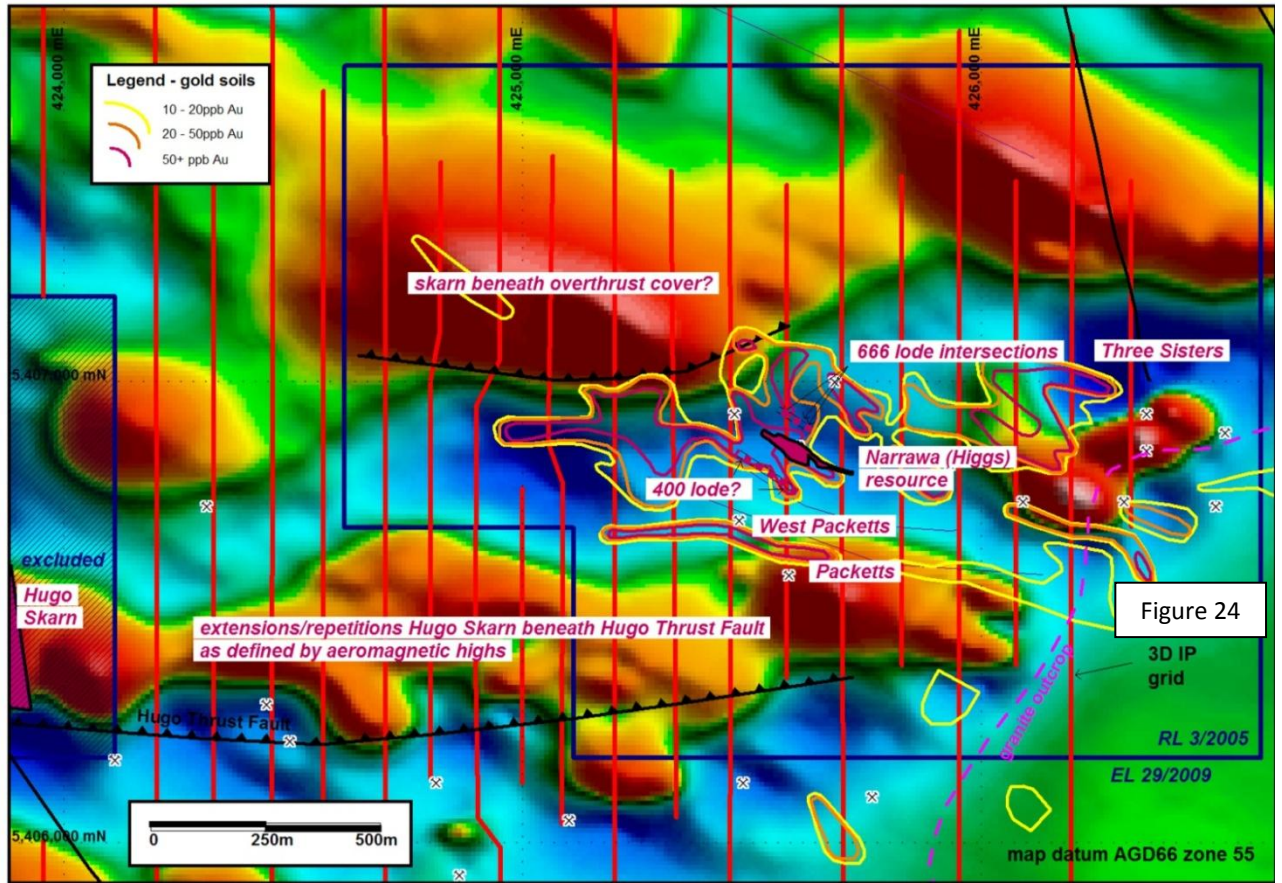 424,000 mE
425,000 mE
426,000 mE
Legend - gold soils
10 - 20ppb Au
20 - 50ppb Au
50+ ppb Au
skarn beneath overthrust cover?
5,407,000 mN
666 lode intersections
Three Sisters
Narrawa (Higgs)
resource
400 lode?
West Packetts
Packetts
excluded
Hugo
Skarn
extensions/repetitions Hugo Skarn beneath Hugo Thrust Fault
as defined by aeromagnetic highs
Figure 24
3D IP
grid
granite outcrop
Hugo Thrust Fault
RL 3/2005
EL 29/2009
0 250m 500m
5,406,000 mN
map datum AGD66 zone 55